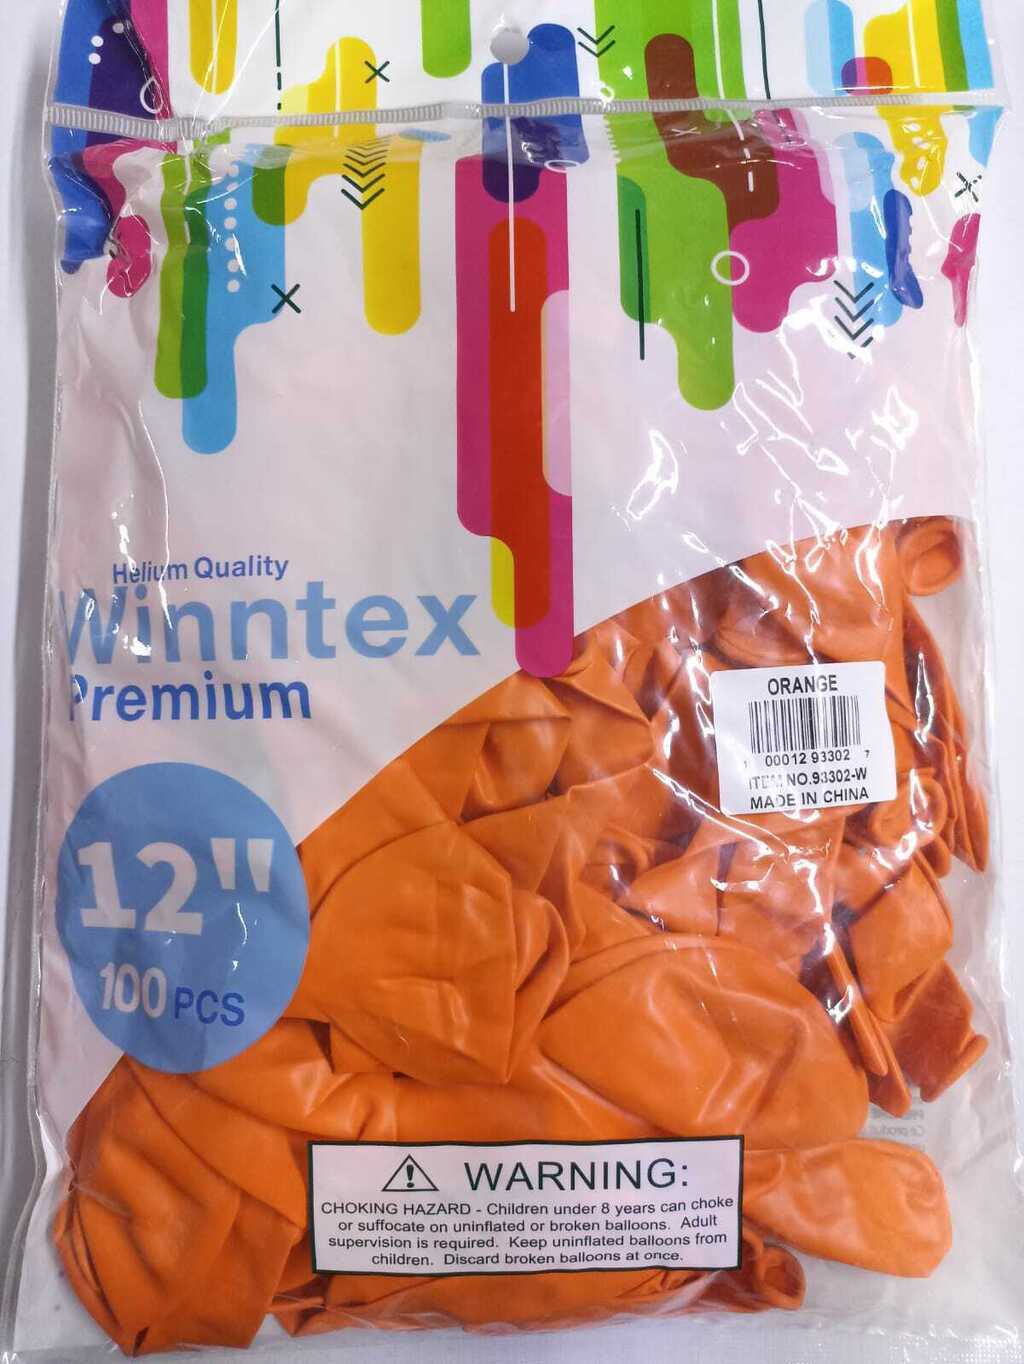 Helium Quality
Winntex
Premium
ORANGE
1 00012 93302 7
ITEM NO.93302-W
MADE IN CHINA
12"
100 PCS
WARNING:
CHOKING HAZARD - Children under 8 years can choke
or suffocate on uninflated or broken balloons. Adult
supervision is required. Keep uninflated balloons from
children. Discard broken balloons at once.